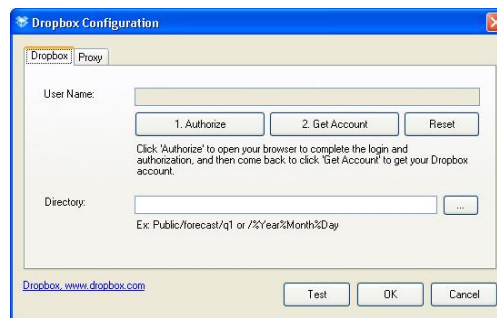 Dropbox Configuration
Dropbox Proxy
User Name:
1. Authorize 2. Get Account Reset
Click 'Authorize' to open your browser to complete the login and
authorization, and then come back to click 'Get Account' to get your Dropbox
account.
Directory: ...
Ex: Public/forecast/q1 or /%Year%Month%Day
Dropbox, www.dropbox.com
Test OK Cancel